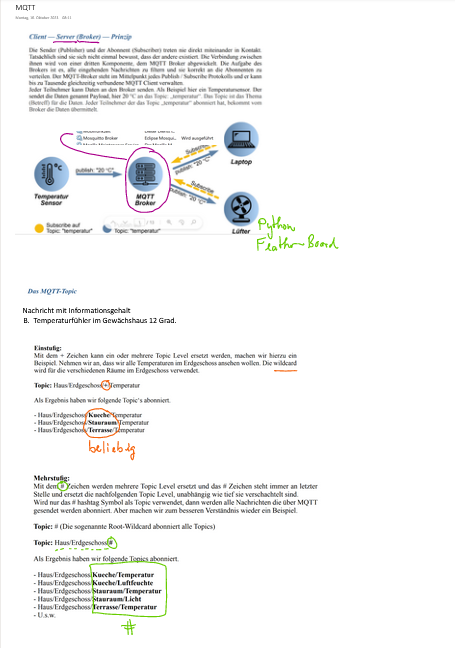 MQTT
Montag, 16. Oktober 2023 08:11
Client — Server (Broker) — Prinzip
Die Sender (Publisher) und der Abonnent (Subscriber) treten nie direkt miteinander in Kontakt.
Tatsächlich sind sie sich nicht einmal bewusst, dass der andere existiert. Die Verbindung zwischen
ihnen wird von einer dritten Komponente, dem MQTT Broker abgewickelt. Die Aufgabe des
Brokers ist es, alle eingehenden Nachrichten zu filtern und sie korrekt an die Abonnenten zu
verteilen. Der MQTT-Broker steht im Mittelpunkt jedes Publish / Subscribe Protokolls und er kann
bis zu Tausende gleichzeitig verbundene MQTT Client verwalten.
Jeder Teilnehmer kann Daten an den Broker senden. Als Beispiel hier ein Temperatursensor. Der
sendet die Daten genannt Payload, hier 20 °C an das Topic: „temperatur“. Das Topic ist das Thema
(Betreff) für die Daten. Jeder Teilnehmer der das Topic „temperatur“ abonniert hat, bekommt vom
Broker die Daten übermittelt.
Mosquitto Broker Eclipse Mosqui... Wird ausgeführt
°C
publish: "20 °C"
Subscribe
publish "20 °C"
Laptop
Temperatur
Sensor
MQTT
Broker
Subscribe
publish "20 °C"
Lüfter
Subscribe auf
Topic: "temperatur"
Topic: "temperatur"
Python
Feather-Board
Das MQTT-Topic
Nachricht mit Informationsgehalt
B. Temperaturfühler im Gewächshaus 12 Grad.
Einstufig:
Mit dem + Zeichen kann ein oder mehrere Topic Level ersetzt werden, machen wir hierzu ein
Beispiel. Nehmen wir an, dass wir alle Temperaturen im Erdgeschoss ansehen wollen. Die wildcard
wird für die verschiedenen Räume im Erdgeschoss verwendet.
Topic: Haus/Erdgeschoss/+/Temperatur
Als Ergebnis haben wir folgende Topic's abonniert.
- Haus/Erdgeschoss/Kueche/Temperatur
- Haus/Erdgeschoss/Stauraum/Temperatur
- Haus/Erdgeschoss/Terrasse/Temperatur
beliebig
Mehrstufig:
Mit dem # Zeichen werden mehrere Topic Level ersetzt und das # Zeichen steht immer an letzter
Stelle und ersetzt die nachfolgenden Topic Level, unabhängig wie tief sie verschachtelt sind.
Wird nur das # hashtag Symbol als Topic verwendet, dann werden alle Nachrichten die über MQTT
gesendet werden abonniert. Aber machen wir zum besseren Verständnis wieder ein Beispiel.
Topic: # (Die sogenannte Root-Wildcard abonniert alle Topics)
Topic: Haus/Erdgeschoss/#
Als Ergebnis haben wir folgende Topics abonniert.
- Haus/Erdgeschoss/Kueche/Temperatur
- Haus/Erdgeschoss/Kueche/Luftfeuchte
- Haus/Erdgeschoss/Stauraum/Temperatur
- Haus/Erdgeschoss/Stauraum/Licht
- Haus/Erdgeschoss/Terrasse/Temperatur
- U.s.w.
#